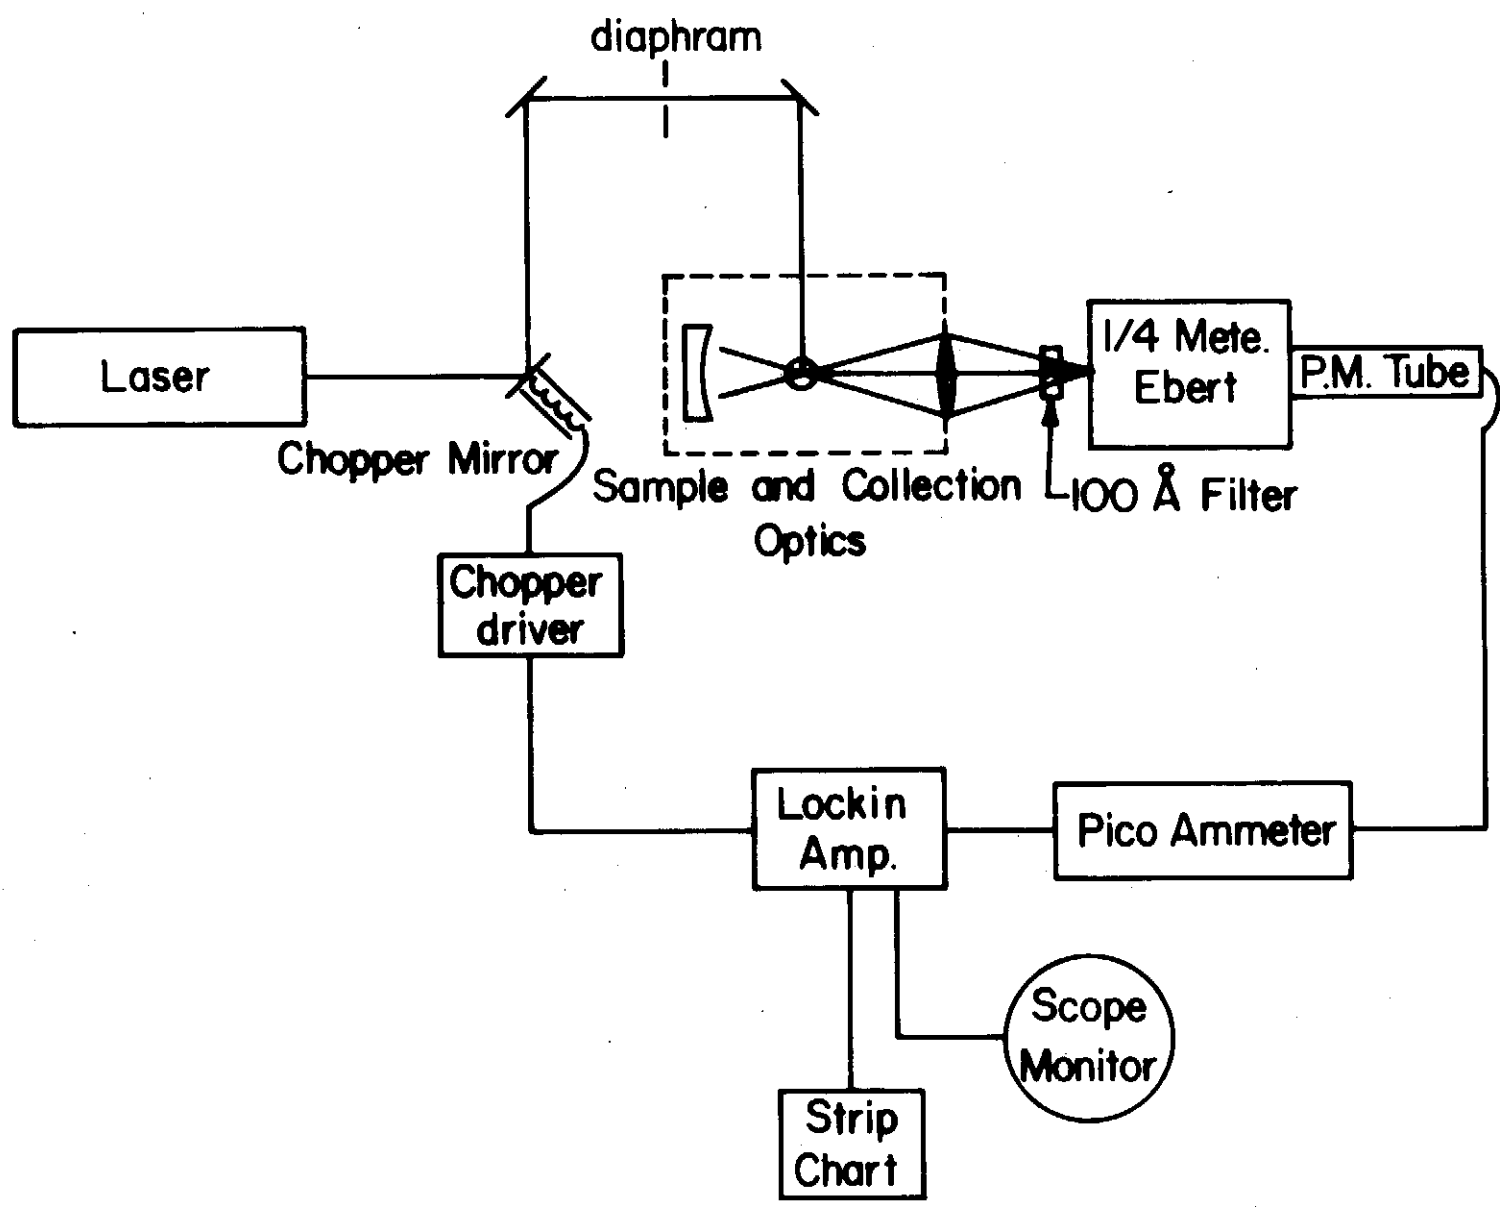 diaphram
Laser
Chopper Mirror
Sample and Collection
Optics
100 Å Filter
1/4 Mete.
Ebert
P.M. Tube
Chopper
driver
Lockin
Amp.
Pico Ammeter
Scope
Monitor
Strip
Chart